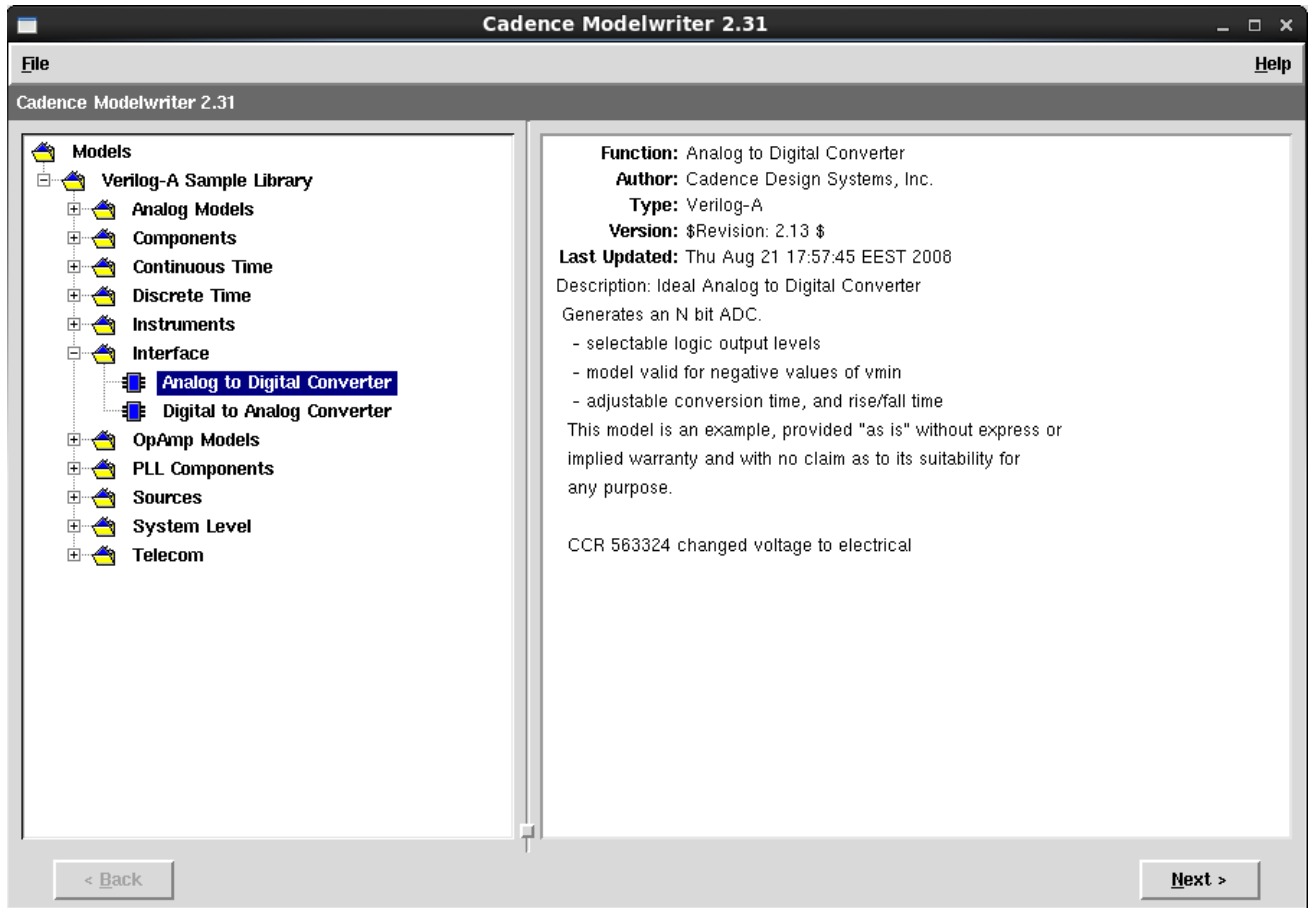 Cadence Modelwriter 2.31
File Help
Cadence Modelwriter 2.31
Models
Verilog-A Sample Library
Analog Models
Components
Continuous Time
Discrete Time
Instruments
Interface
Analog to Digital Converter
Digital to Analog Converter
OpAmp Models
PLL Components
Sources
System Level
Telecom
Function: Analog to Digital Converter
Author: Cadence Design Systems, Inc.
Type: Verilog-A
Version: $Revision: 2.13 $
Last Updated: Thu Aug 21 17:57:45 EEST 2008
Description: Ideal Analog to Digital Converter
Generates an N bit ADC.
- selectable logic output levels
- model valid for negative values of vmin
- adjustable conversion time, and rise/fall time
This model is an example, provided "as is" without express or
implied warranty and with no claim as to its suitability for
any purpose.
CCR 563324 changed voltage to electrical
< Back
Next >